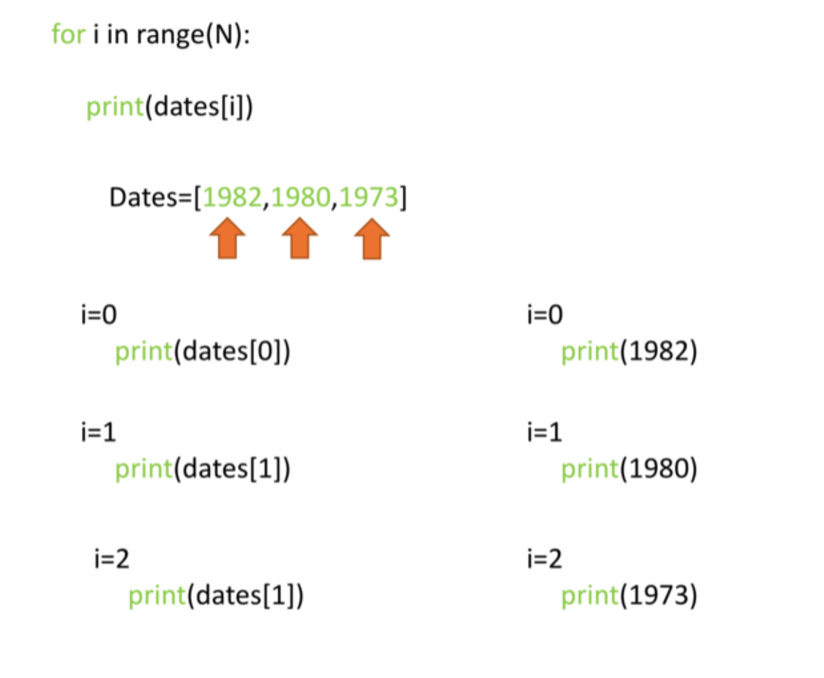 for i in range(N):
print(dates[i])
Dates=[1982,1980,1973]
i=0
print(dates[0])
i=1
print(dates[1])
i=2
print(dates[1])
i=0
print(1982)
i=1
print(1980)
i=2
print(1973)